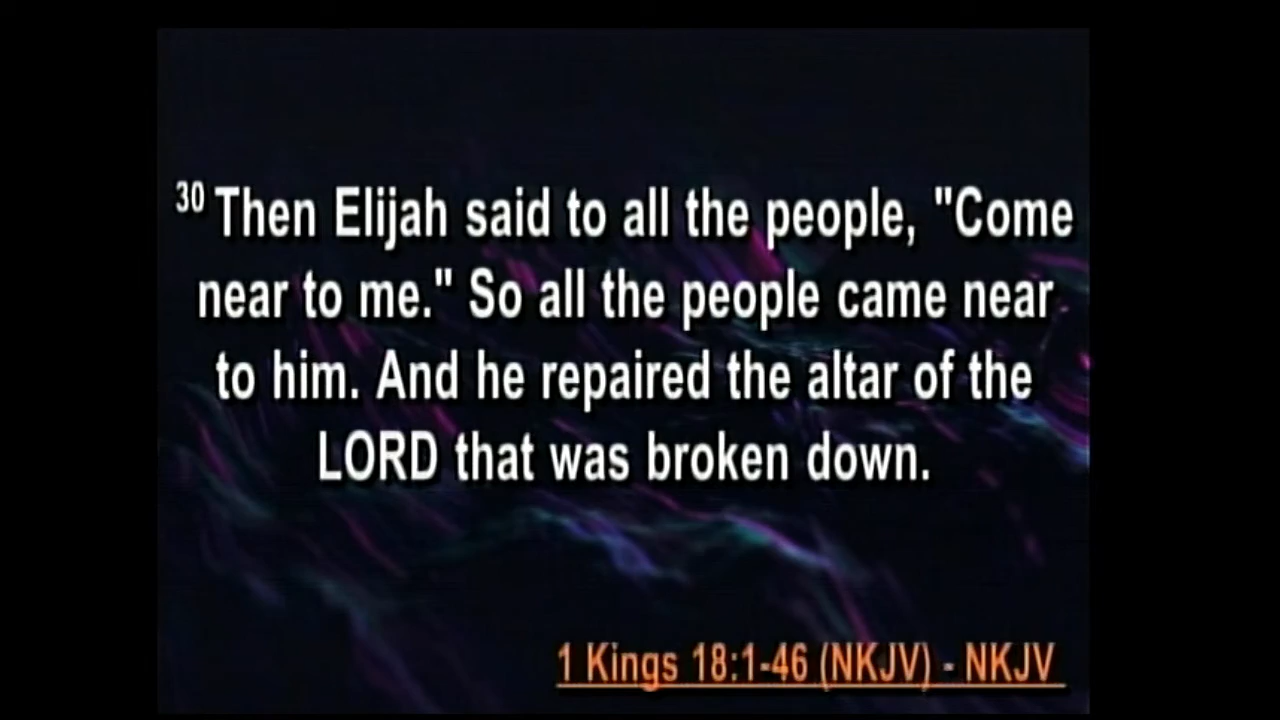 30 Then Elijah said to all the people, "Come
near to me." So all the people came near
to him. And he repaired the altar of the
LORD that was broken down.
1 Kings 18:1-46 (NKJV) - NKJV